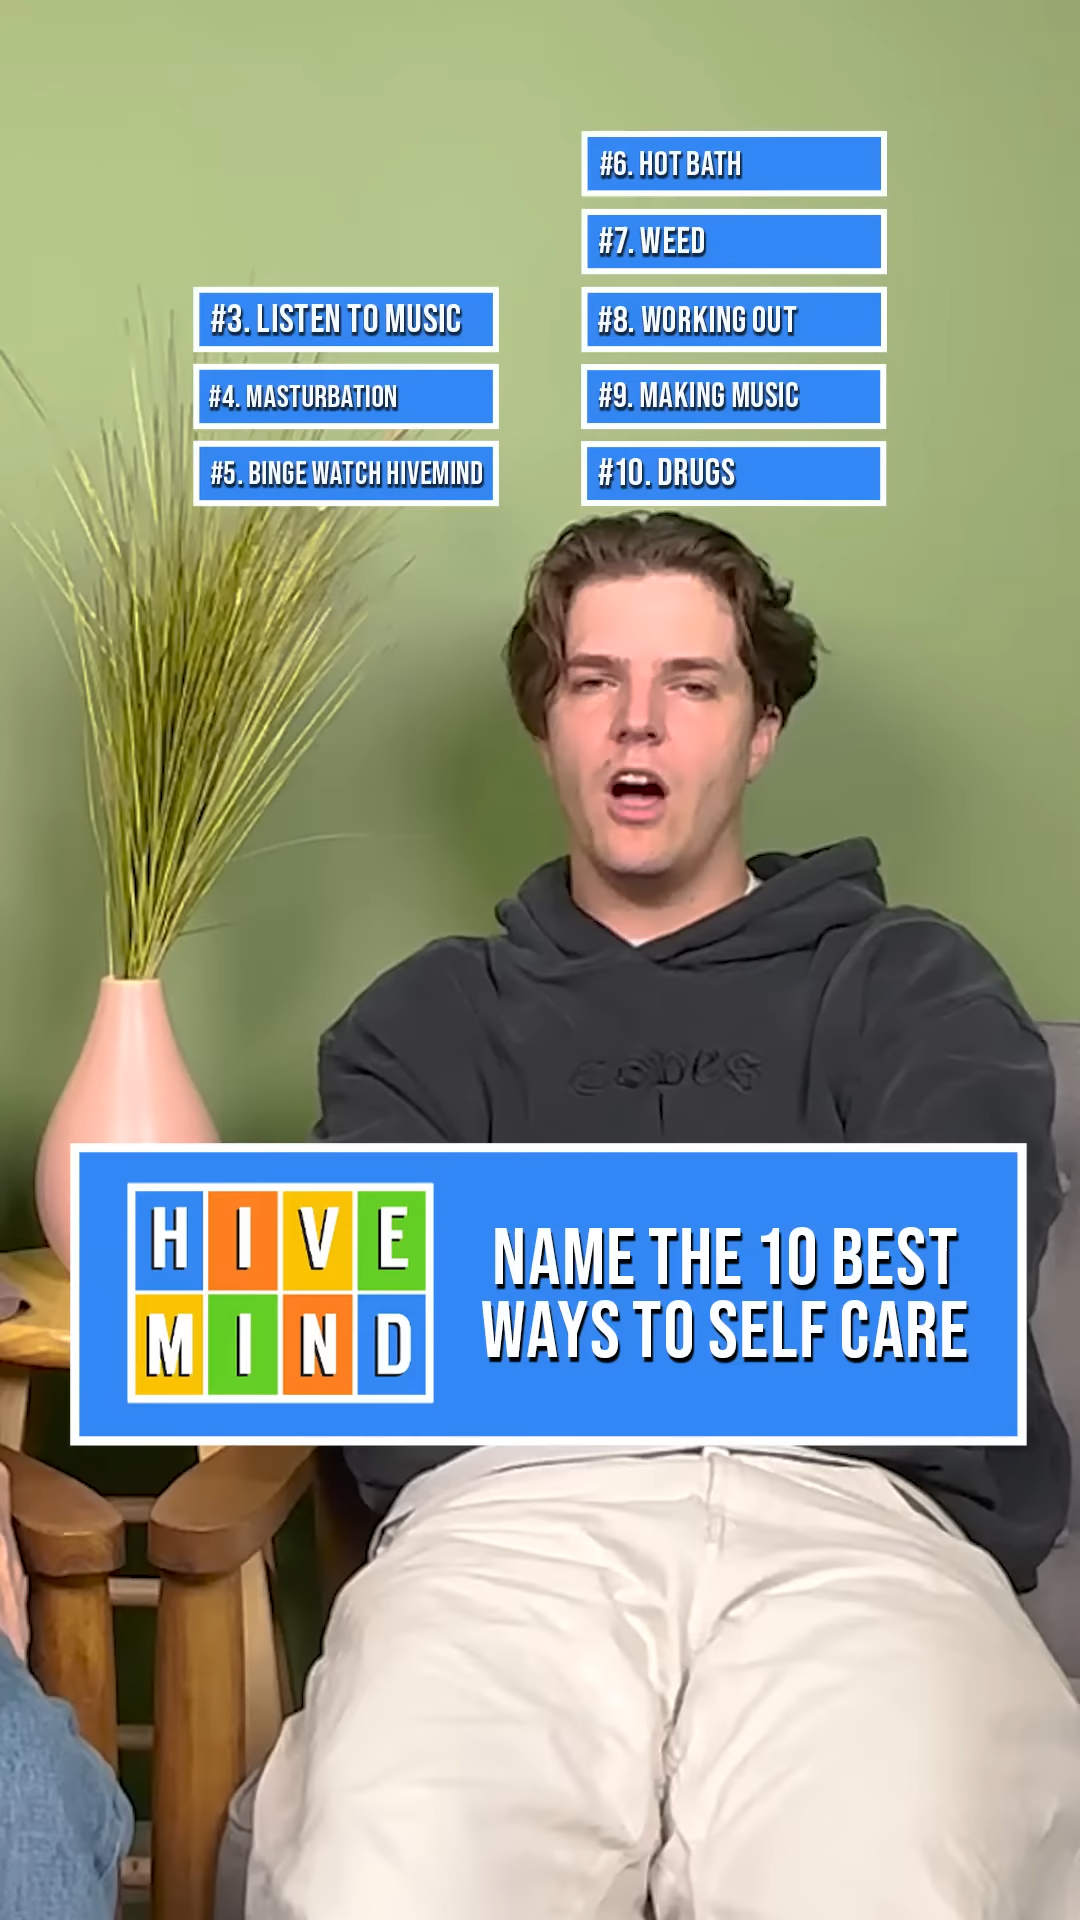 #3. LISTEN TO MUSIC
#4. MASTURBATION
#5. BINGE WATCH HIVEMIND
#6. HOT BATH
#7. WEED
#8. WORKING OUT
#9. MAKING MUSIC
#10. DRUGS
CODES
HIVE
MIND
NAME THE 10 BEST
WAYS TO SELF CARE